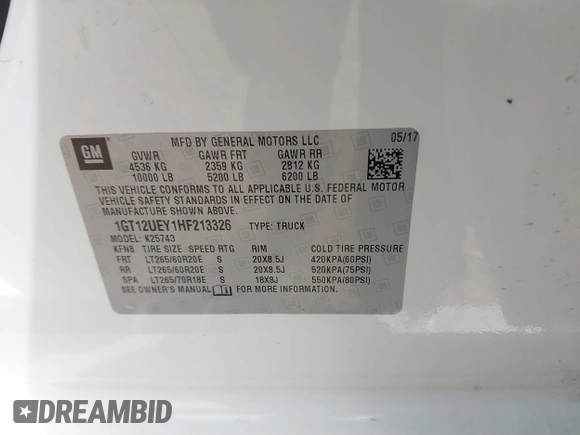 GM
MFD BY GENERAL MOTORS LLC 05/17
GVWR GAWR FRT GAWR RR
4536 KG 2359 KG 2812 KG
10000 LB 5200 LB 6200 LB
THIS VEHICLE CONFORMS TO ALL APPLICABLE U.S. FEDERAL MOTOR
VEHICLE SAFETY STANDARDS IN EFFECT ON THE DATE OF
MANUFACTURE SHOWN ABOVE.
1GT12UEY1HF213326 TYPE: TRUCK
MODEL: K25743
KFNB TIRE SIZE SPEED RTG RIM COLD TIRE PRESSURE
FRT LT265/60R20E S 20X8.5J 420KPA(60PSI)
RR LT265/60R20E S 20X8.5J 520KPA(75PSI)
SPA LT265/70R18E S 18X8J 550KPA(80PSI)
SEE OWNER'S MANUAL FOR MORE INFORMATION
DREAMBID